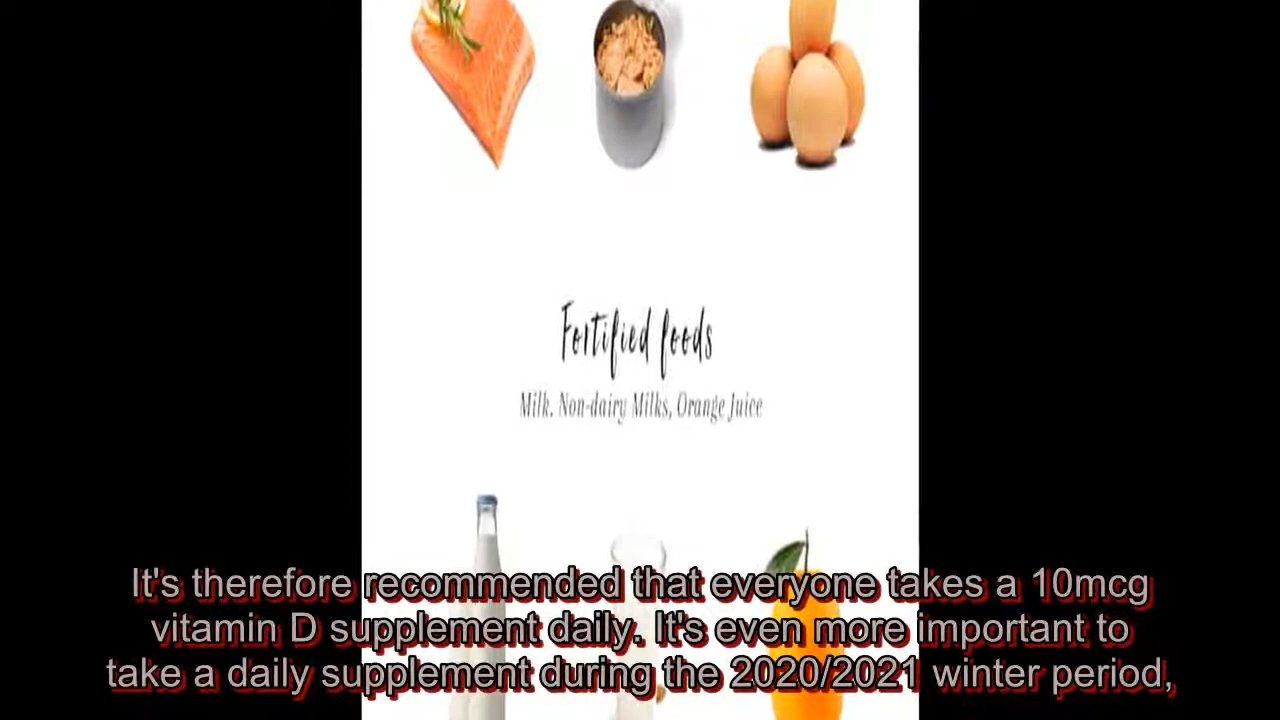 Fortified foods
Milk. Non-dairy Milks, Orange Juice
It's therefore recommended that everyone takes a 10mcg
vitamin D supplement daily. It's even more important to
take a daily supplement during the 2020/2021 winter period,